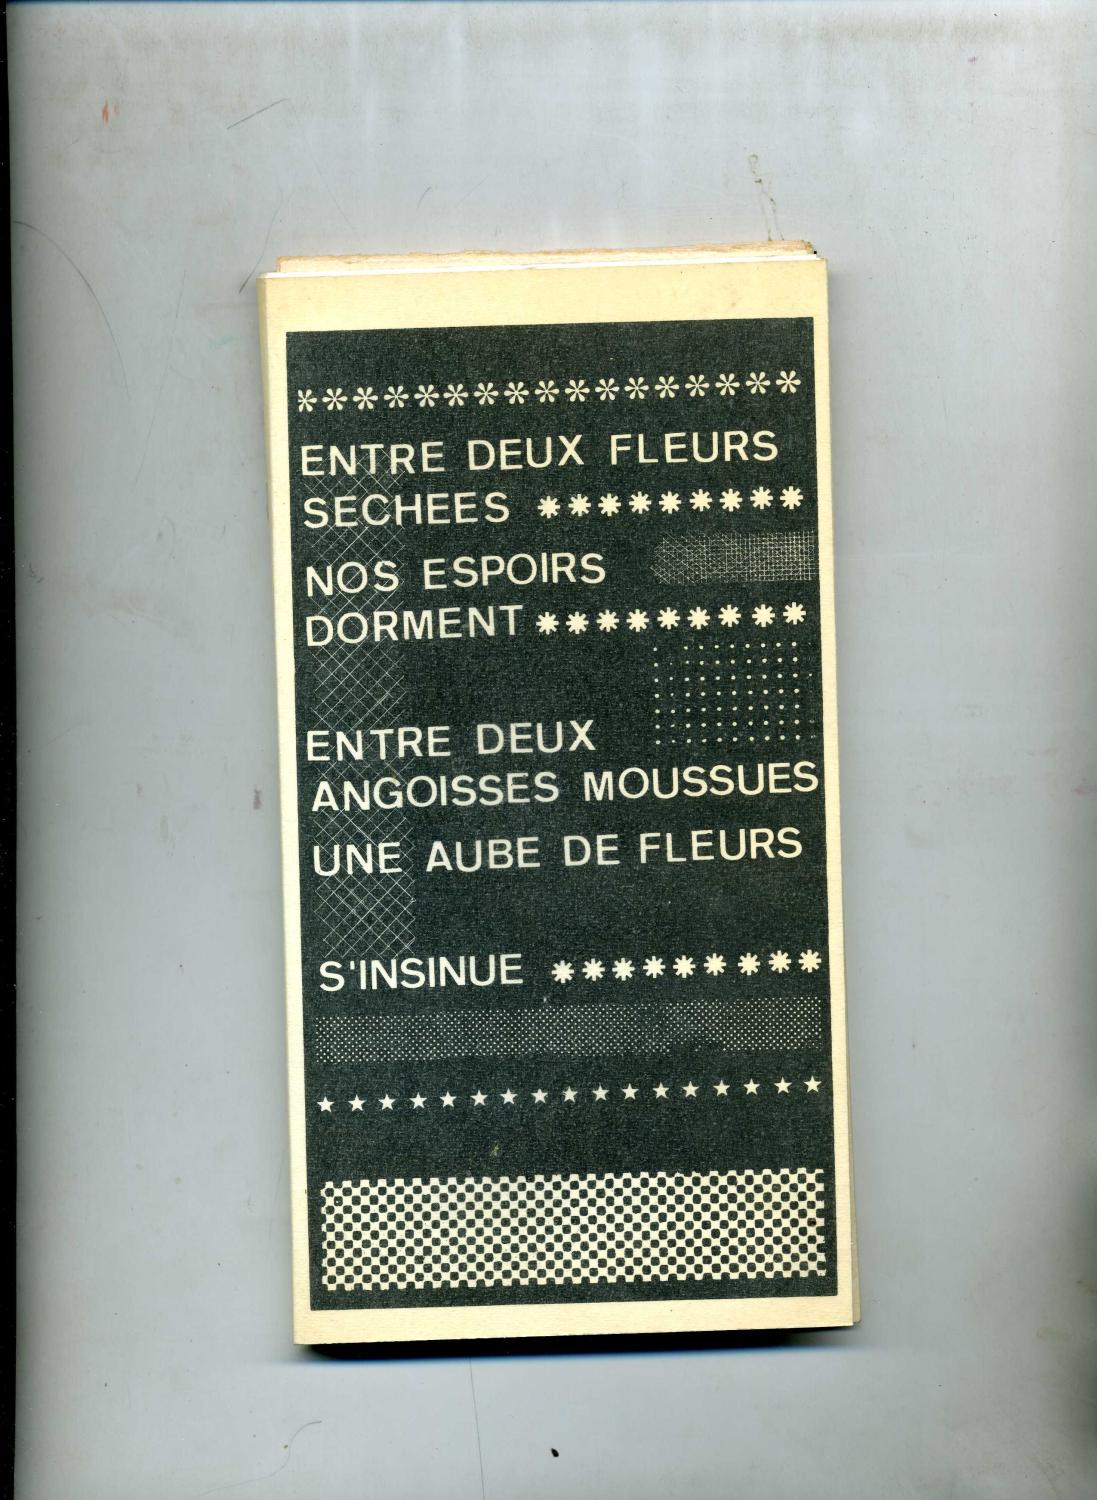 ENTRE DEUX FLEURS
SECHEES
NOS ESPOIRS
DORMENT
ENTRE DEUX
ANGOISSES MOUSSUES
UNE AUBE DE FLEURS
S'INSINUE